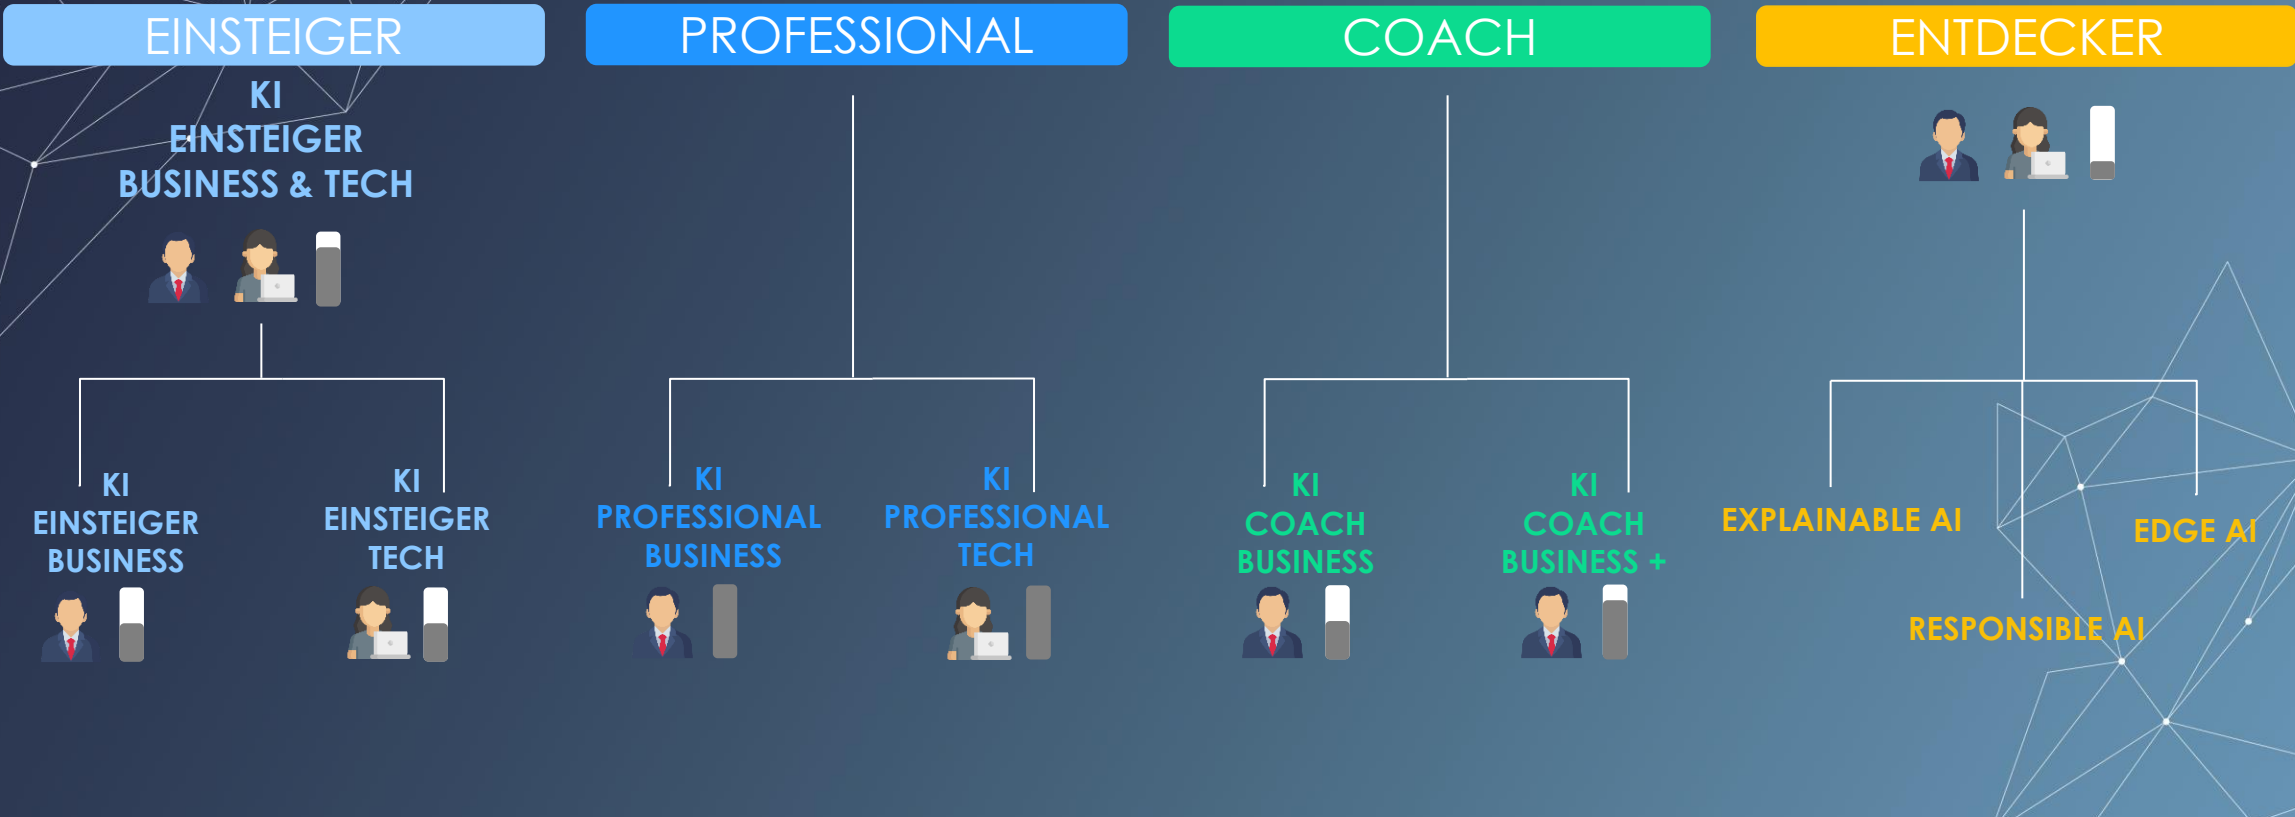 EINSTEIGER
PROFESSIONAL
COACH
ENTDECKER
KI
EINSTEIGER
BUSINESS & TECH
KI
EINSTEIGER
BUSINESS
KI
EINSTEIGER
TECH
KI
PROFESSIONAL
BUSINESS
KI
PROFESSIONAL
TECH
KI
COACH
BUSINESS
KI
COACH
BUSINESS +
EXPLAINABLE AI
RESPONSIBLE AI
EDGE AI